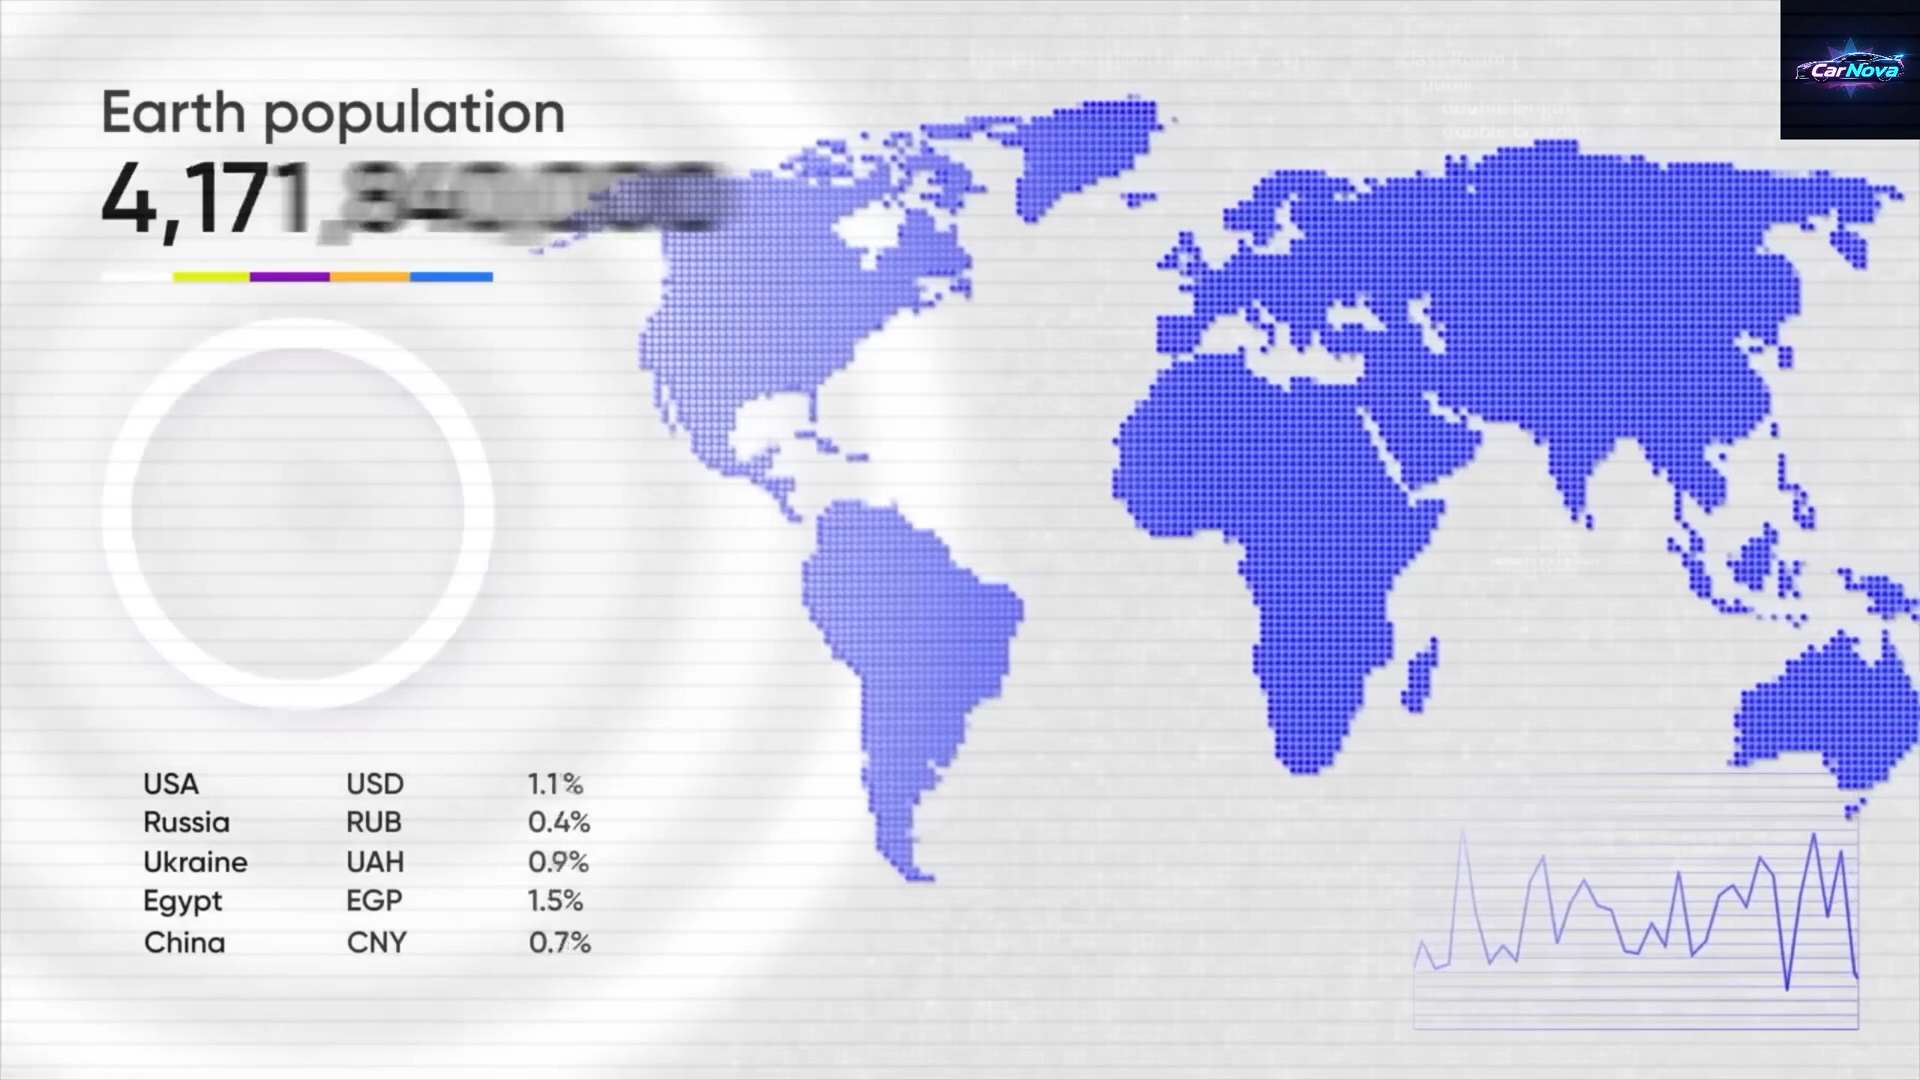 Earth population
4,171
CarNova
USA USD 1.1%
Russia RUB 0.4%
Ukraine UAH 0.9%
Egypt EGP 1.5%
China CNY 0.7%